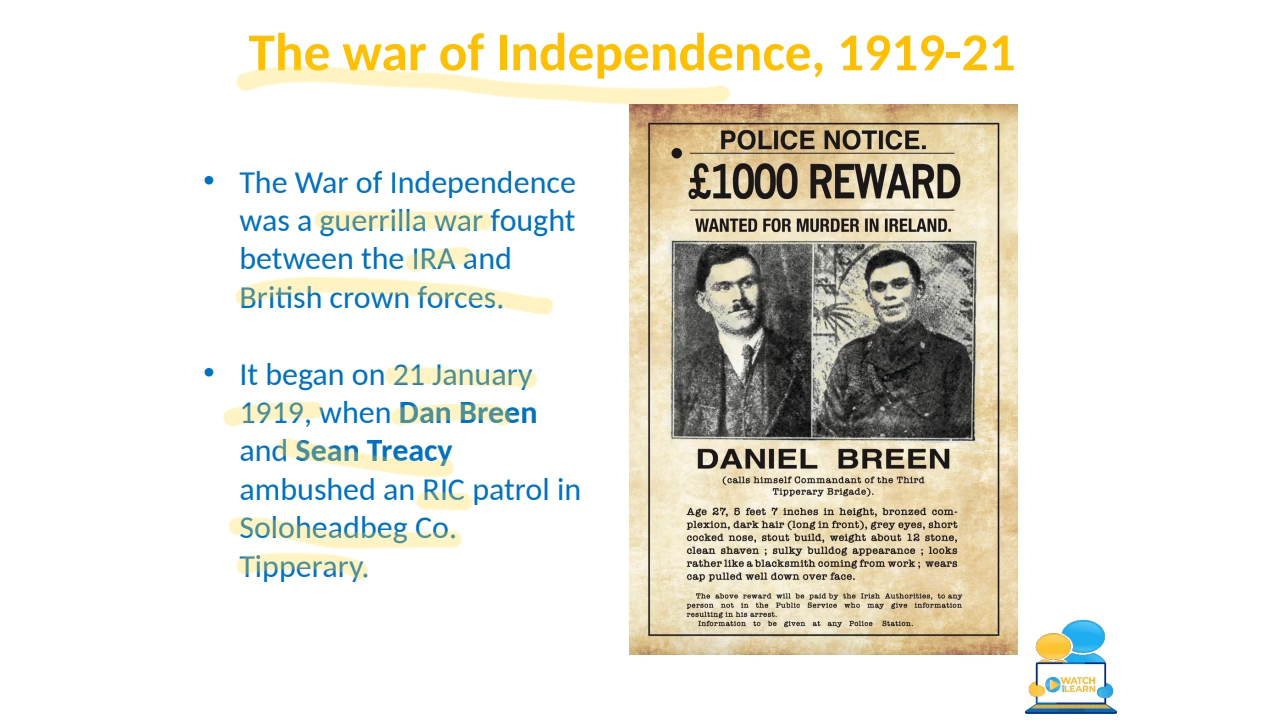 The war of Independence, 1919-21
• The War of Independence
was a guerrilla war fought
between the IRA and
British crown forces.
• It began on 21 January
1919, when Dan Breen
and Sean Treacy
ambushed an RIC patrol in
Soloheadbeg Co.
Tipperary.
POLICE NOTICE.
£1000 REWARD
WANTED FOR MURDER IN IRELAND.
DANIEL BREEN
(calls himself Commandant of the Third
Tipperary Brigade).
Age 27, 5 feet 7 inches in height, bronzed com-
plexion, dark hair (long in front), grey eyes, short
cocked nose, stout build, weight about 12 stone,
clean shaven ; sulky bulldog appearance ; looks
rather like a blacksmith coming from work ; wears
cap pulled well down over face.
The above reward will be paid by the Irish Authorities, to any
person not in the Public Service who may give information
resulting in his arrest.
Information to be given at any Police Station.
WATCH
AND LEARN